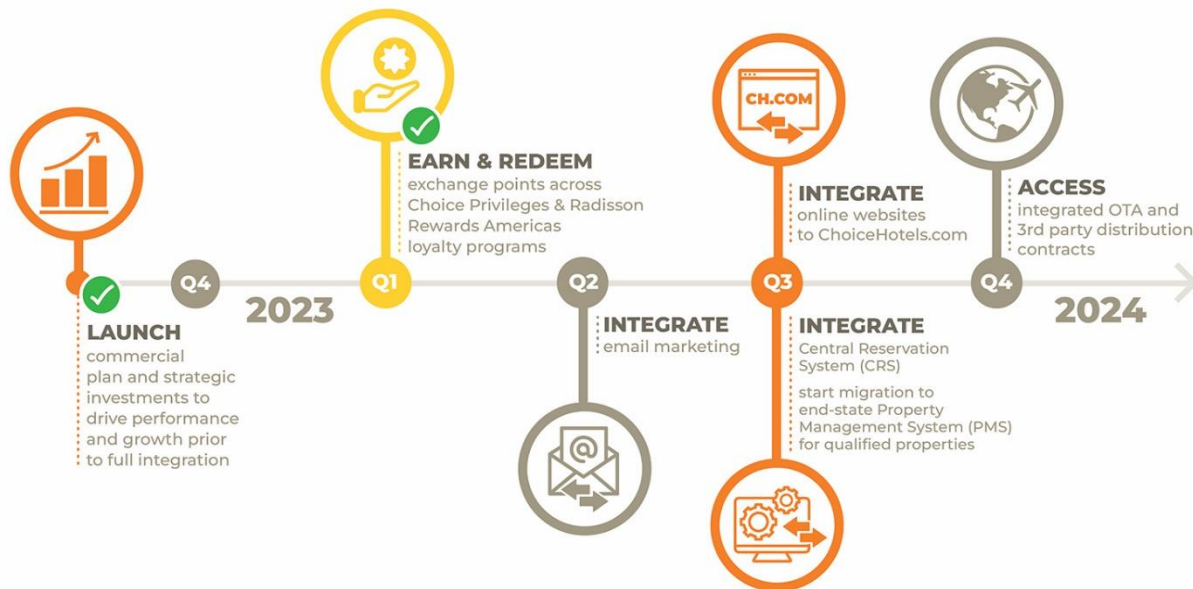 CH.COM
EARN & REDEEM
exchange points across
Choice Privileges & Radisson
Rewards Americas
loyalty programs
INTEGRATE
online websites
to ChoiceHotels.com
ACCESS
integrated OTA and
3rd party distribution
contracts
Q4
2023
Q1
Q2
Q3
Q4
2024
LAUNCH
commercial
plan and strategic
investments to
drive performance
and growth prior
to full integration
INTEGRATE
email marketing
@
INTEGRATE
Central Reservation
System (CRS)
start migration to
end-state Property
Management System (PMS)
for qualified properties